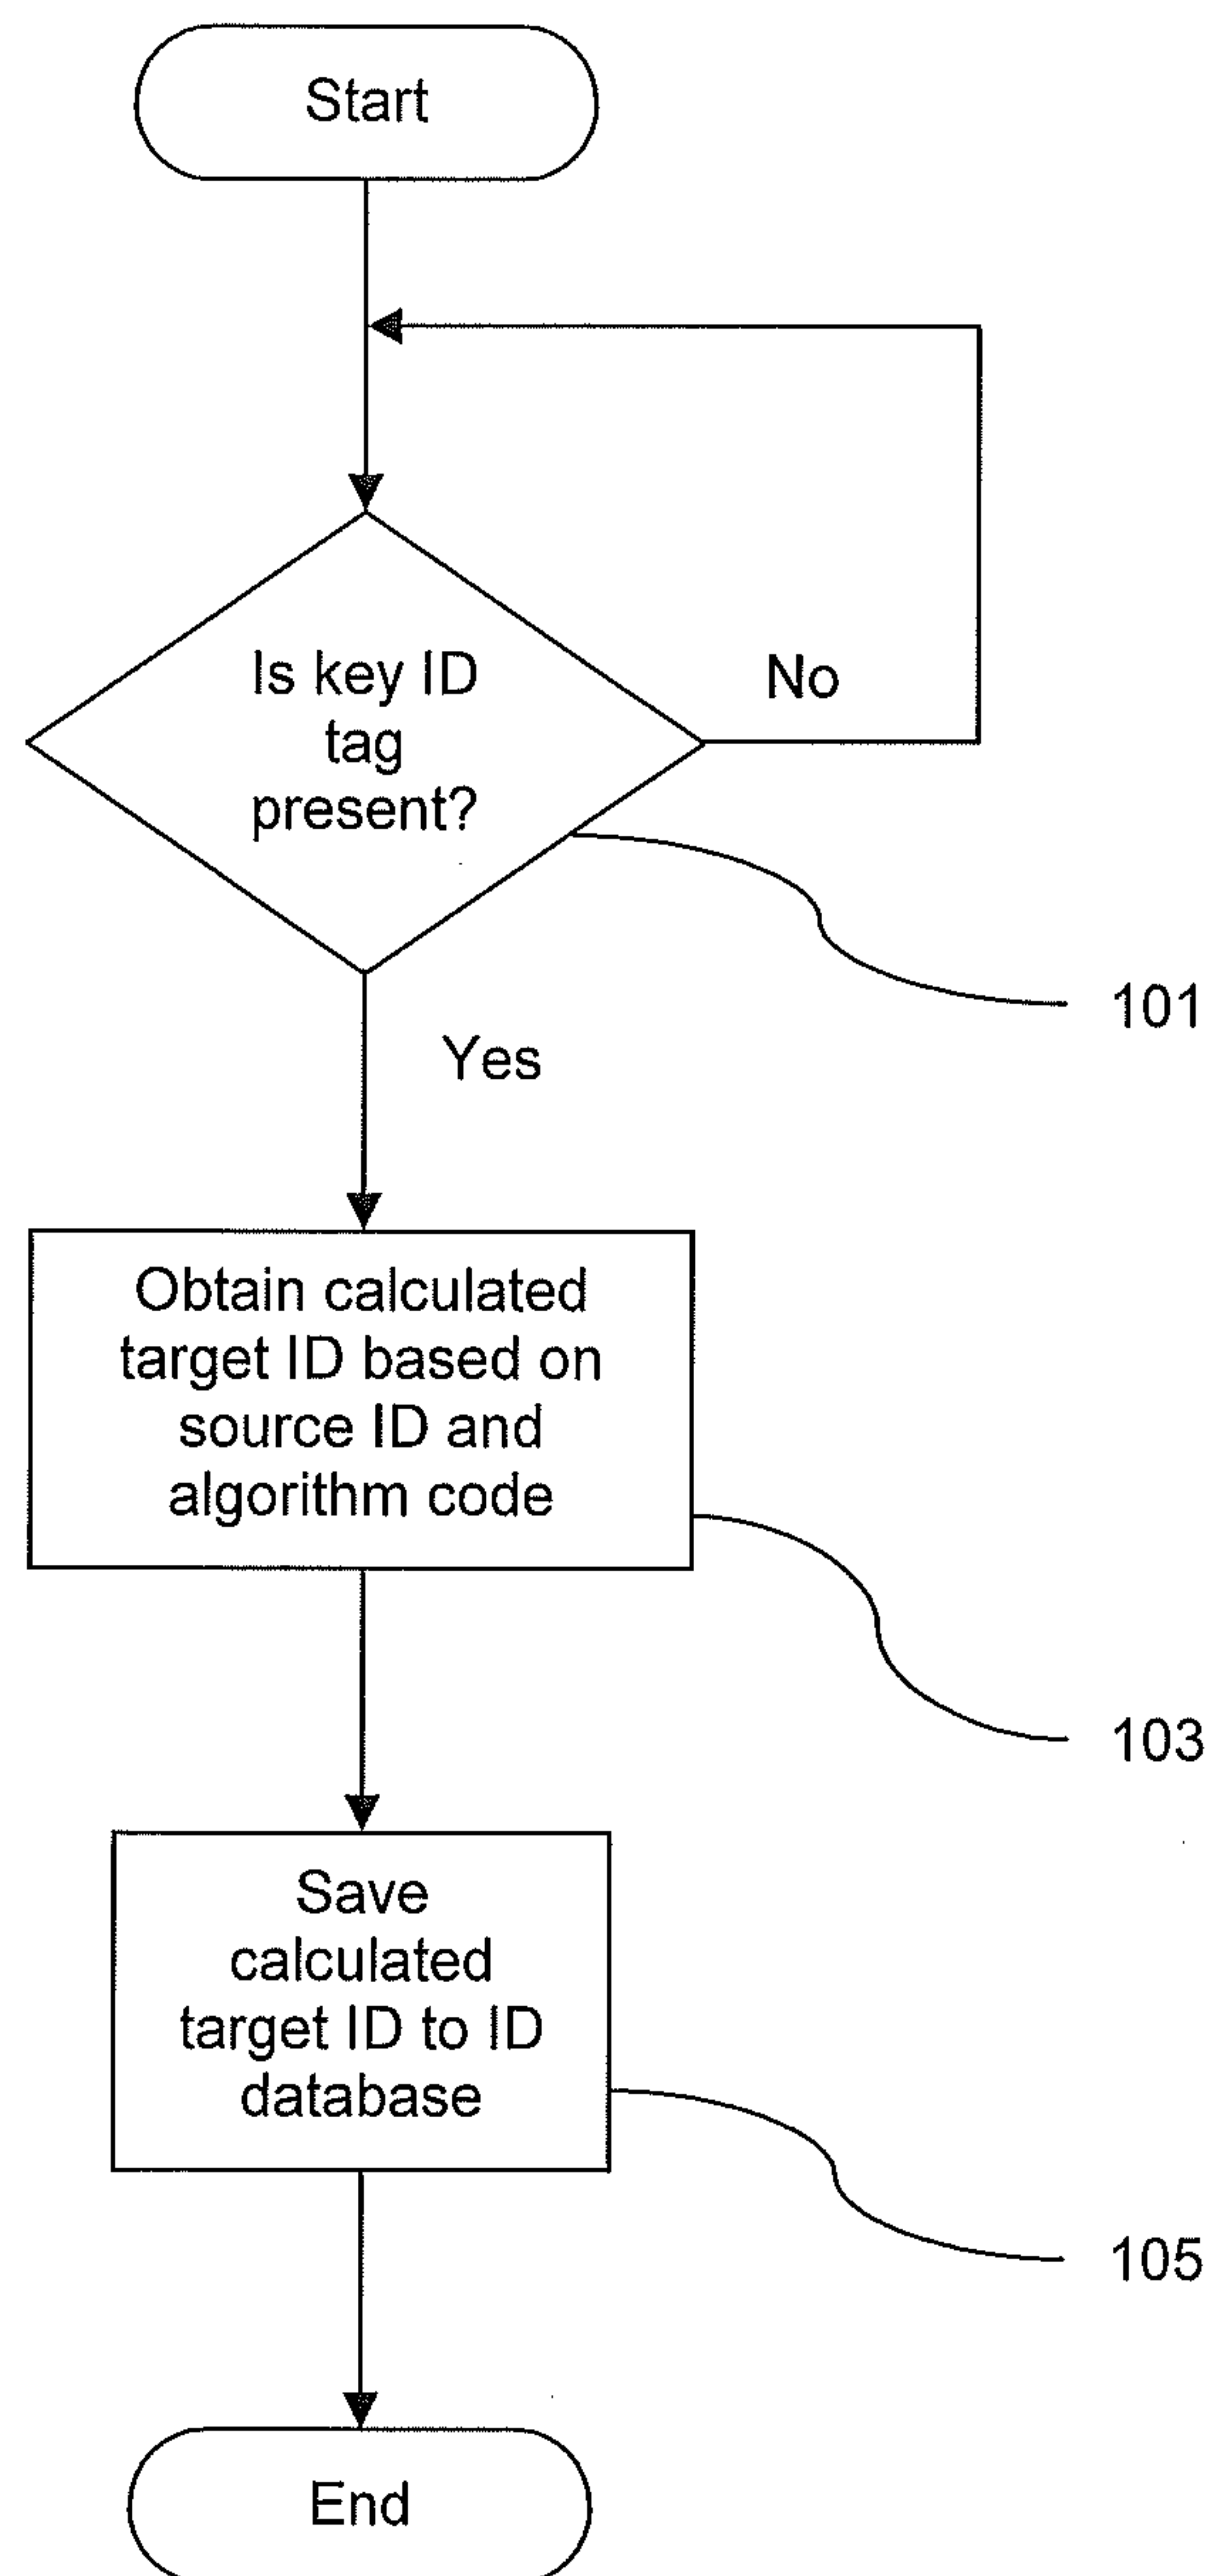 Start
Is key ID
tag
present?
No
101
Yes
Obtain calculated
target ID based on
source ID and
algorithm code
103
Save
calculated
target ID to ID
database
105
End